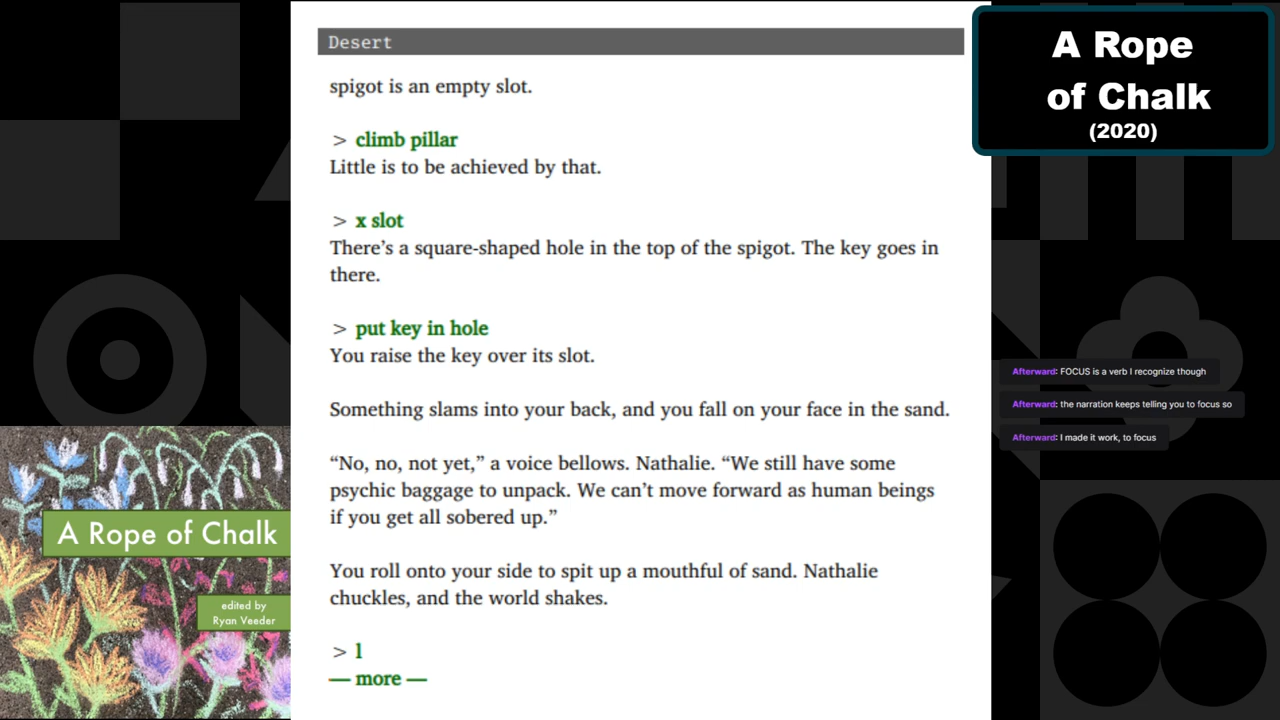 Desert
spigot is an empty slot.
> climb pillar
Little is to be achieved by that.
> x slot
There’s a square-shaped hole in the top of the spigot. The key goes in
there.
> put key in hole
You raise the key over its slot.
Something slams into your back, and you fall on your face in the sand.
“No, no, not yet,” a voice bellows. Nathalie. “We still have some
psychic baggage to unpack. We can’t move forward as human beings
if you get all sobered up.”
You roll onto your side to spit up a mouthful of sand. Nathalie
chuckles, and the world shakes.
> l
— more —
A Rope
of Chalk
(2020)
Afterward: FOCUS is a verb I recognize though
Afterward: the narration keeps telling you to focus so
Afterward: I made it work, to focus
A Rope of Chalk
edited by
Ryan Veeder